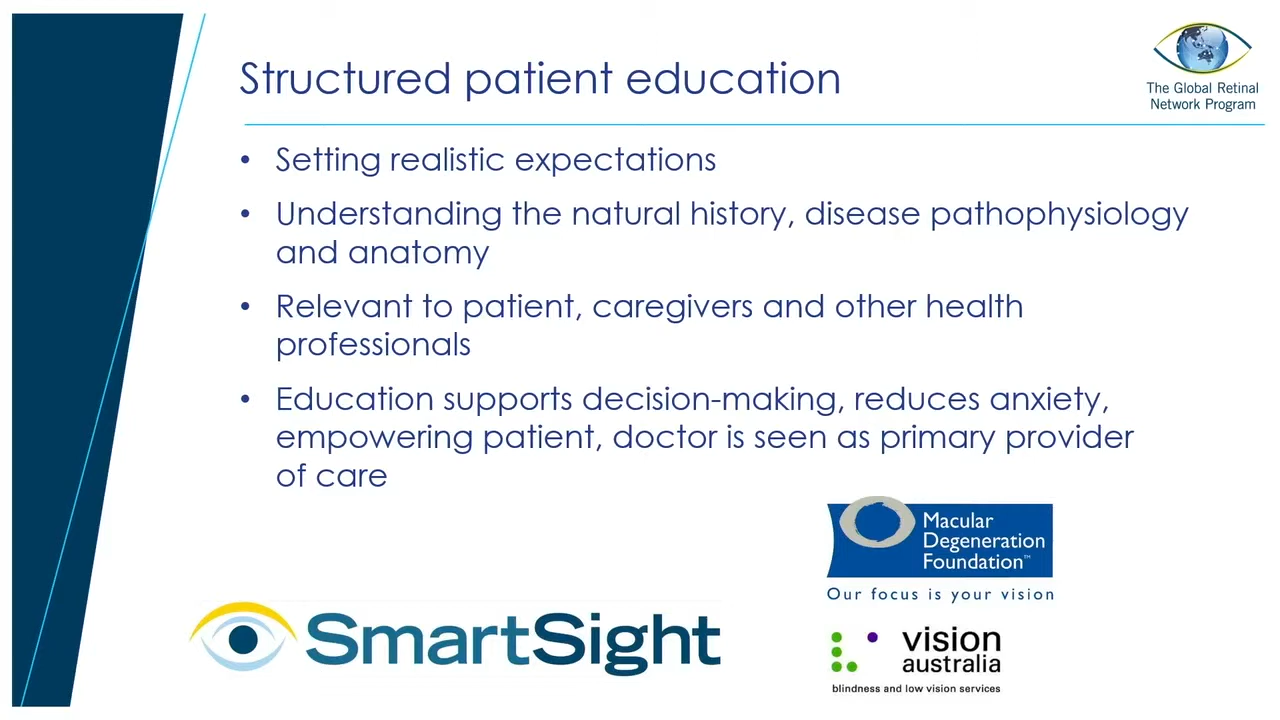 Structured patient education
The Global Retinal
Network Program
• Setting realistic expectations
• Understanding the natural history, disease pathophysiology
and anatomy
• Relevant to patient, caregivers and other health
professionals
• Education supports decision-making, reduces anxiety,
empowering patient, doctor is seen as primary provider
of care
Macular
Degeneration
Foundation™
Our focus is your vision
SmartSight
vision
australia
blindness and low vision services